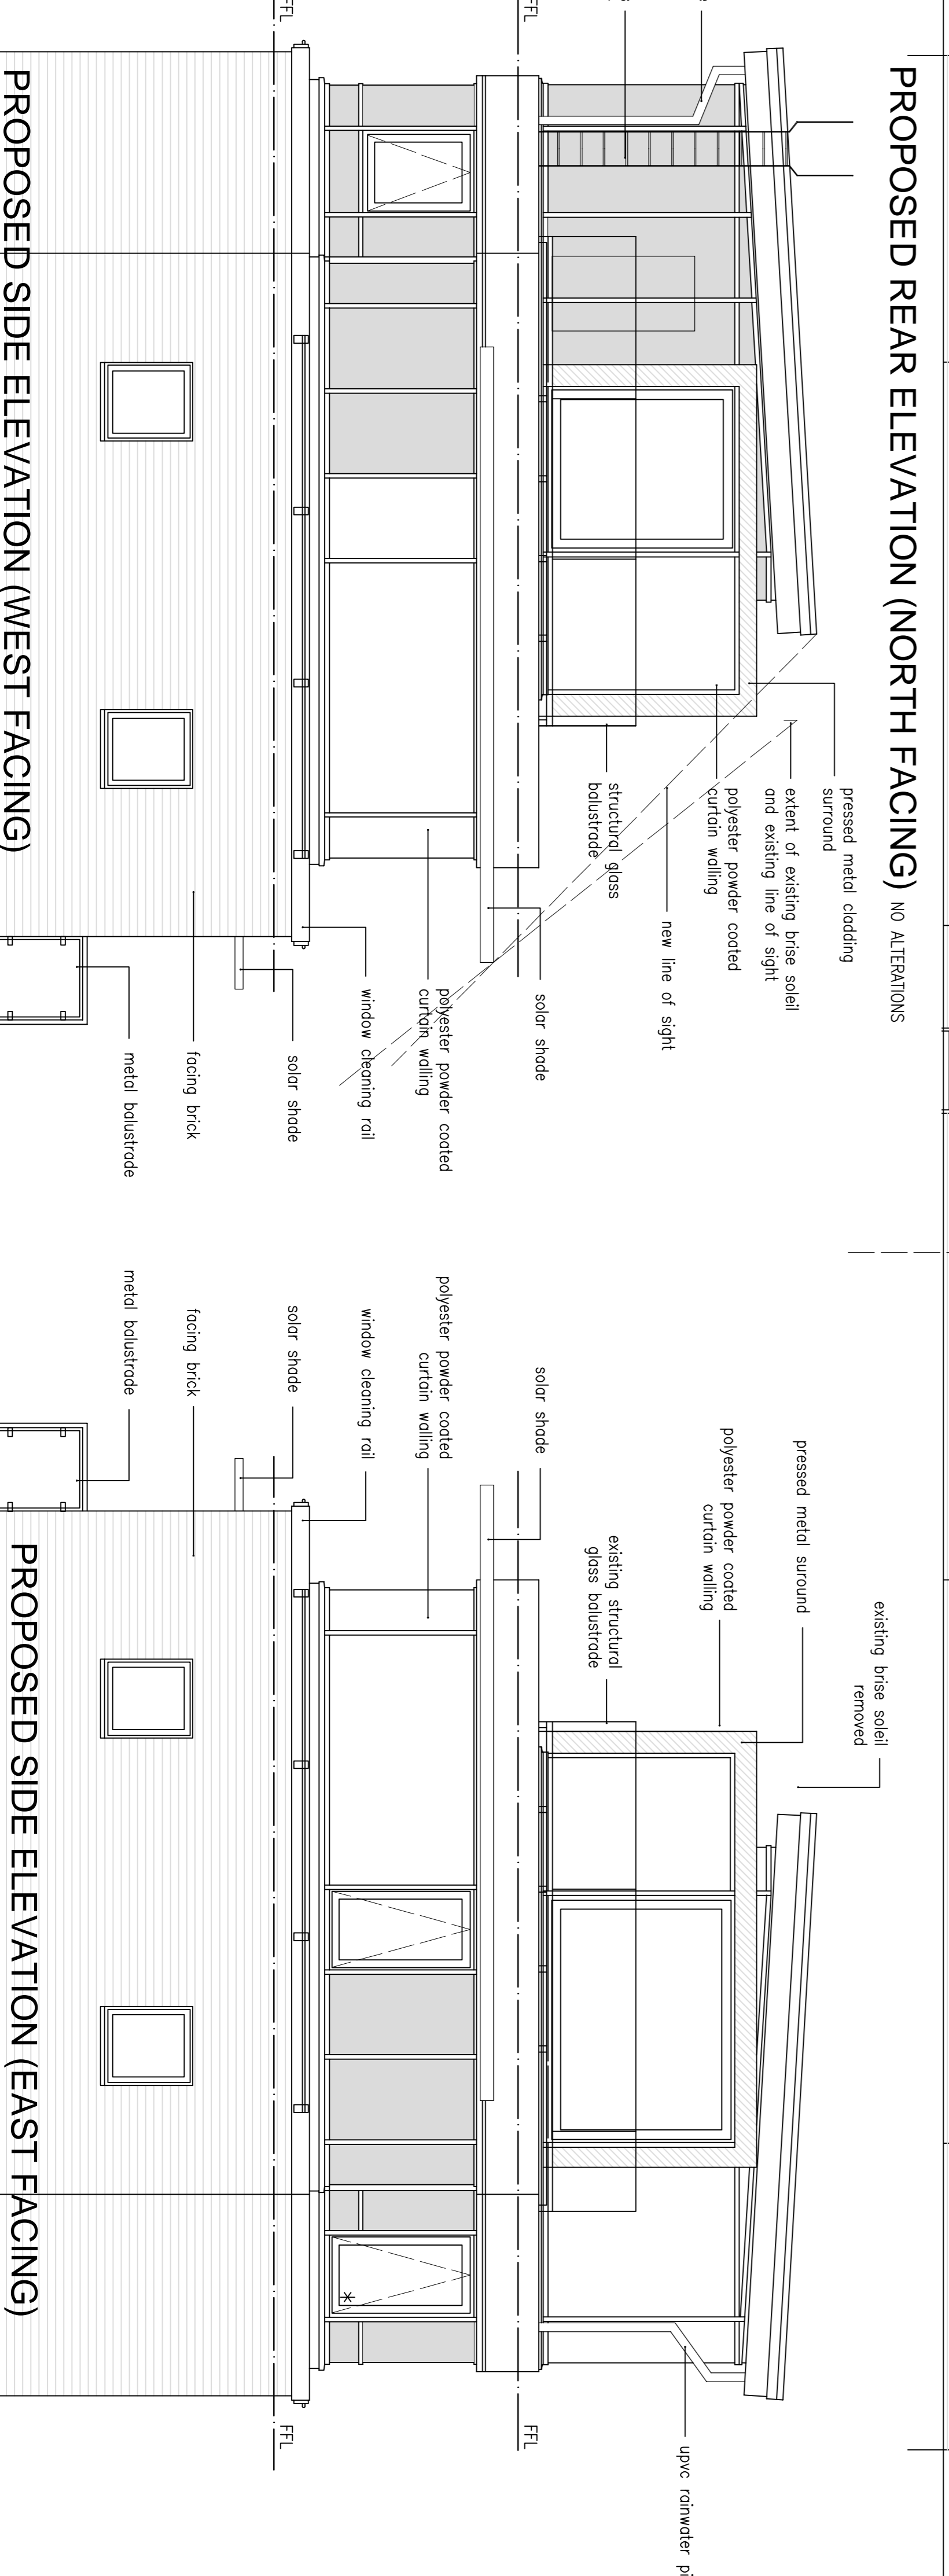 PROPOSED REAR ELEVATION (NORTH FACING) NO ALTERATIONS
pressed metal cladding
surround
extent of existing brise soleil
and existing line of sight
polyester powder coated
curtain walling
new line of sight
structural glass
balustrade
solar shade
polyester powder coated
curtain walling
window cleaning rail
solar shade
facing brick
metal balustrade
FFL
FFL
PROPOSED SIDE ELEVATION (WEST FACING)
existing brise soleil
removed
pressed metal suround
polyester powder coated
curtain walling
existing structural
glass balustrade
solar shade
polyester powder coated
curtain walling
window cleaning rail
solar shade
facing brick
metal balustrade
upvc rainwater
FFL
FFL
PROPOSED SIDE ELEVATION (EAST FACING)